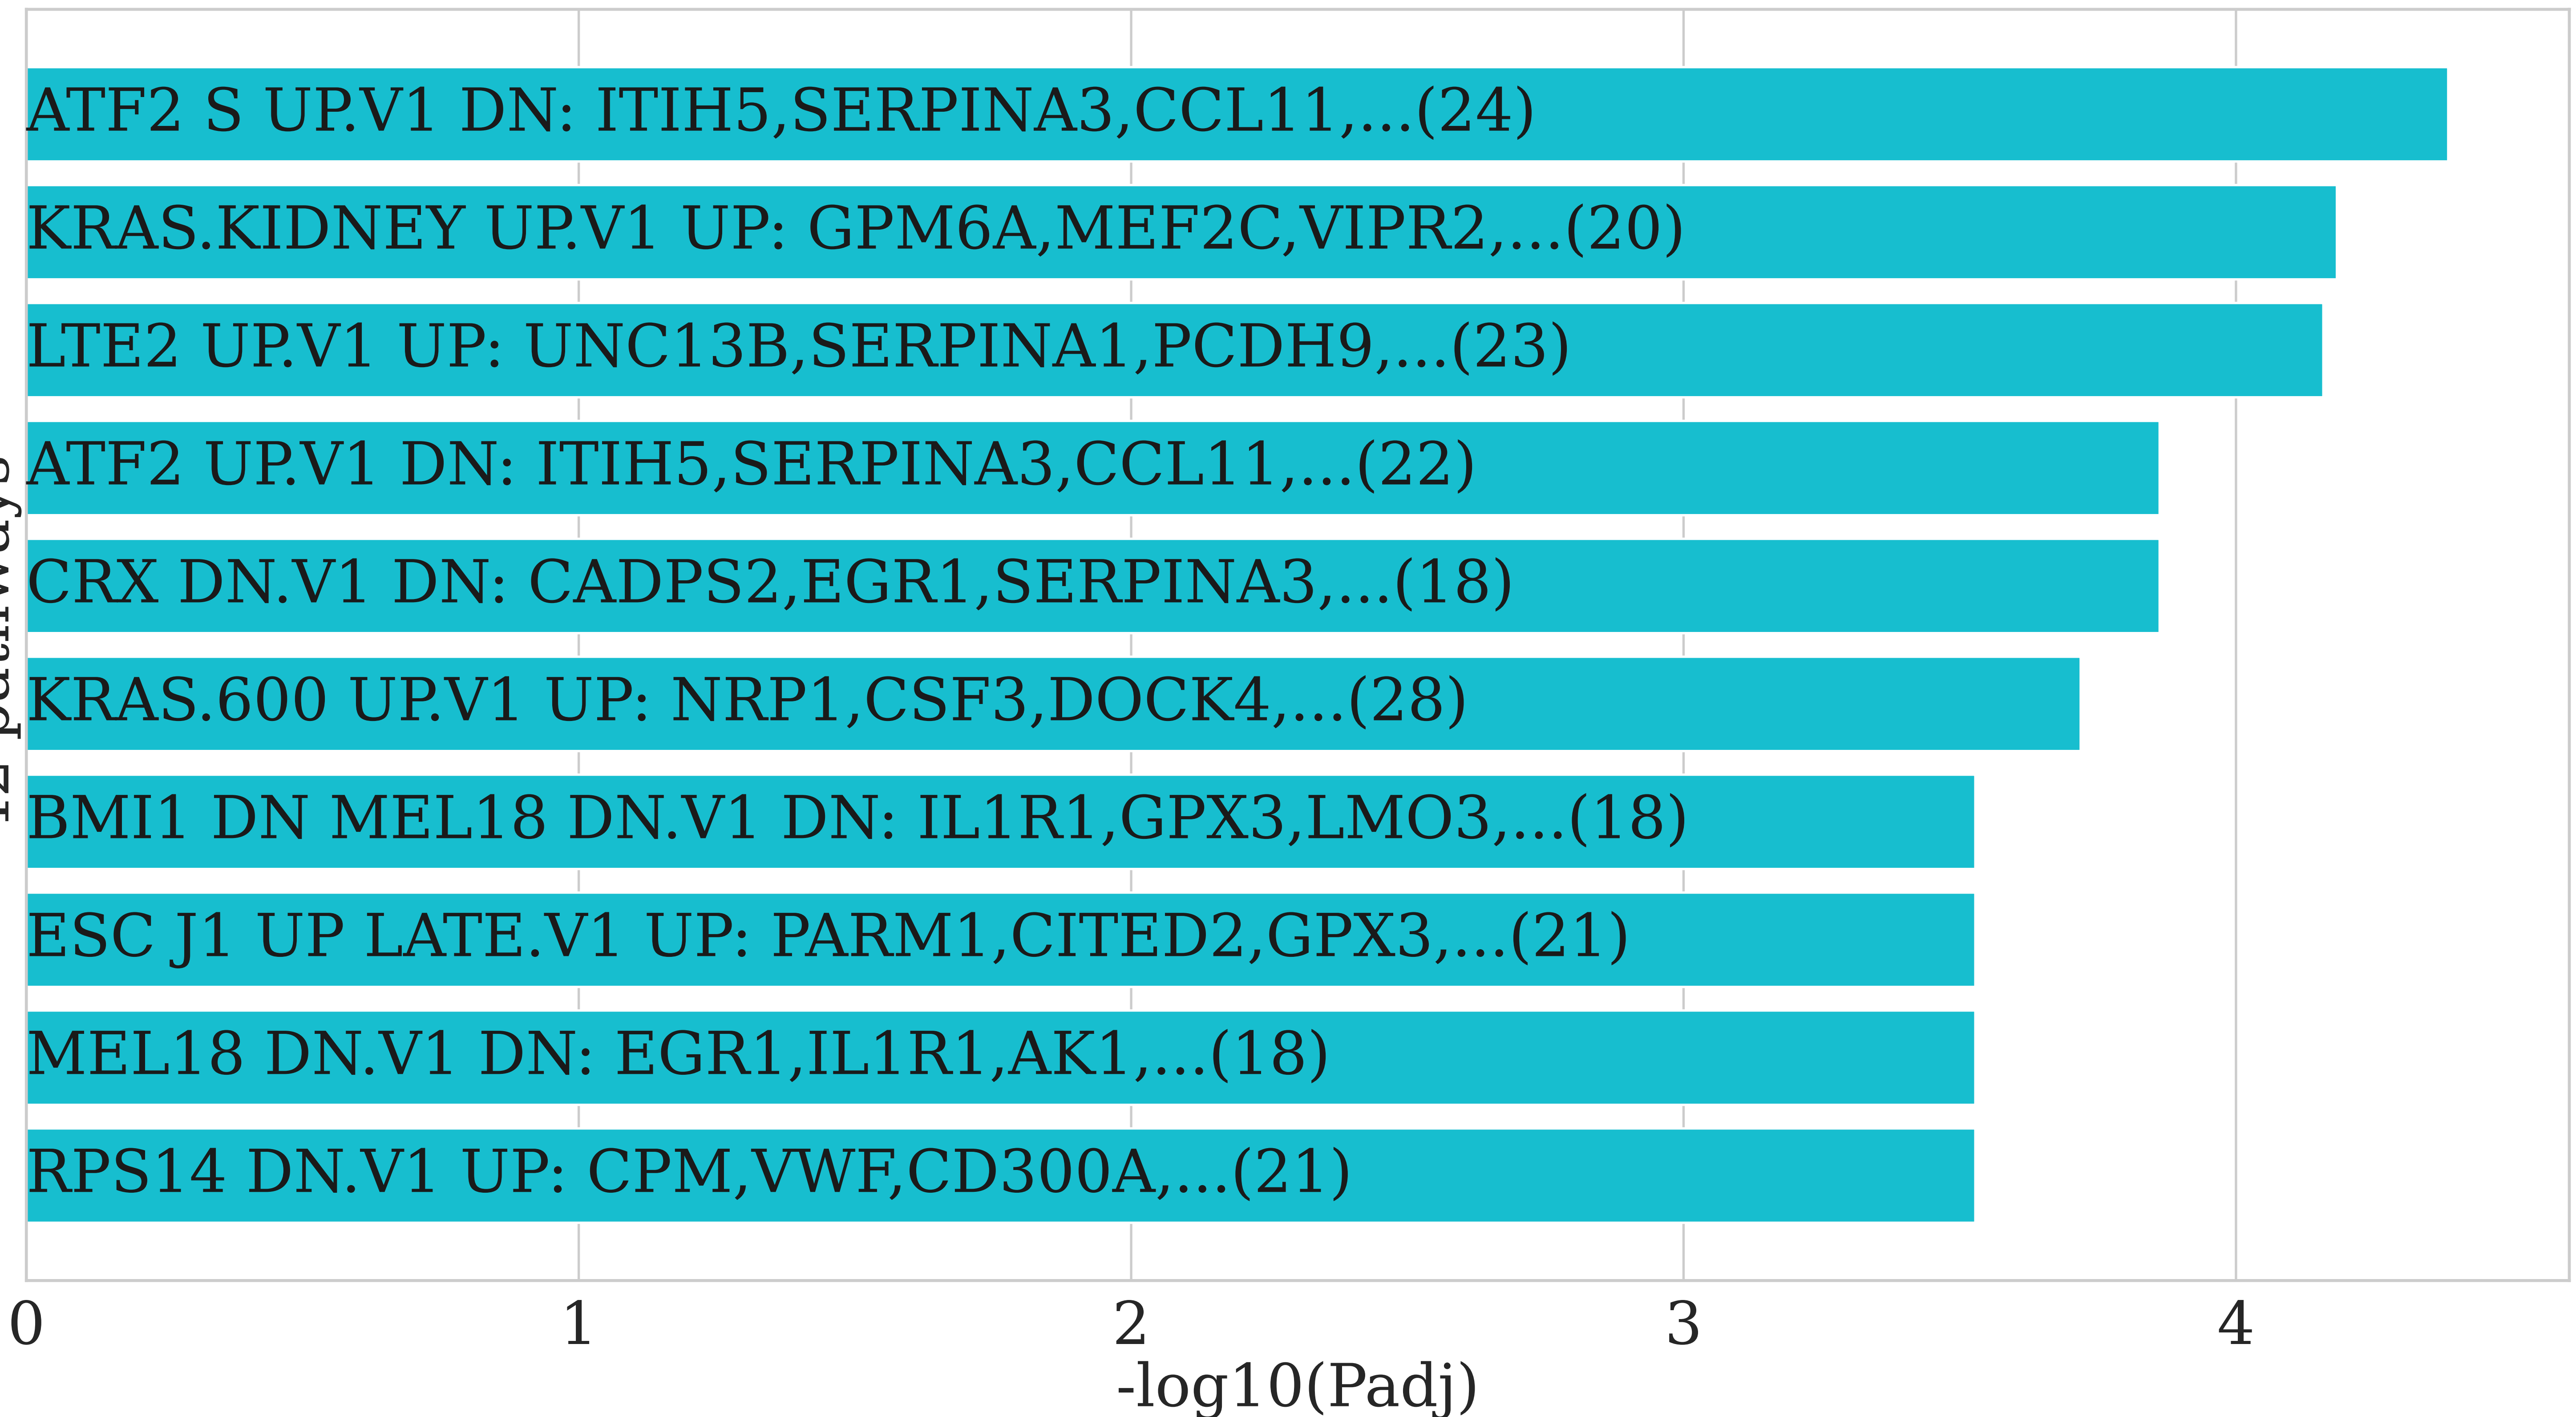 ATF2 S UP.V1 DN: ITIH5,SERPINA3,CCL11,...(24)
KRAS.KIDNEY UP.V1 UP: GPM6A,MEF2C,VIPR2,...(20)
LTE2 UP.V1 UP: UNC13B,SERPINA1,PCDH9,...(23)
ATF2 UP.V1 DN: ITIH5,SERPINA3,CCL11,...(22)
CRX DN.V1 DN: CADPS2,EGR1,SERPINA3,...(18)
KRAS.600 UP.V1 UP: NRP1,CSF3,DOCK4,...(28)
BMI1 DN MEL18 DN.V1 DN: IL1R1,GPX3,LMO3,...(18)
ESC J1 UP LATE.V1 UP: PARM1,CITED2,GPX3,...(21)
MEL18 DN.V1 DN: EGR1,IL1R1,AK1,...(18)
RPS14 DN.V1 UP: CPM,VWF,CD300A,...(21)
0 1 2 3 4
-log10(Padj)
pathways